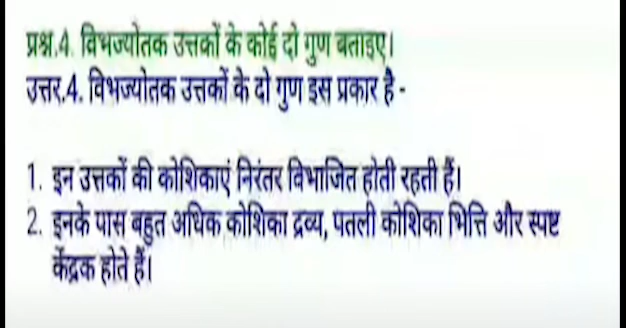 प्रश्न.4. विभज्योतक उत्तकों के कोई दो गुण बताइए।
उत्तर.4. विभज्योतक उत्तकों के दो गुण इस प्रकार है -
1. इन उत्तकों की कोशिकाएं निरंतर विभाजित होती रहती हैं।
2. इनके पास बहुत अधिक कोशिका द्रव्य, पतली कोशिका भित्ति और स्पष्ट
केंद्रक होते हैं।